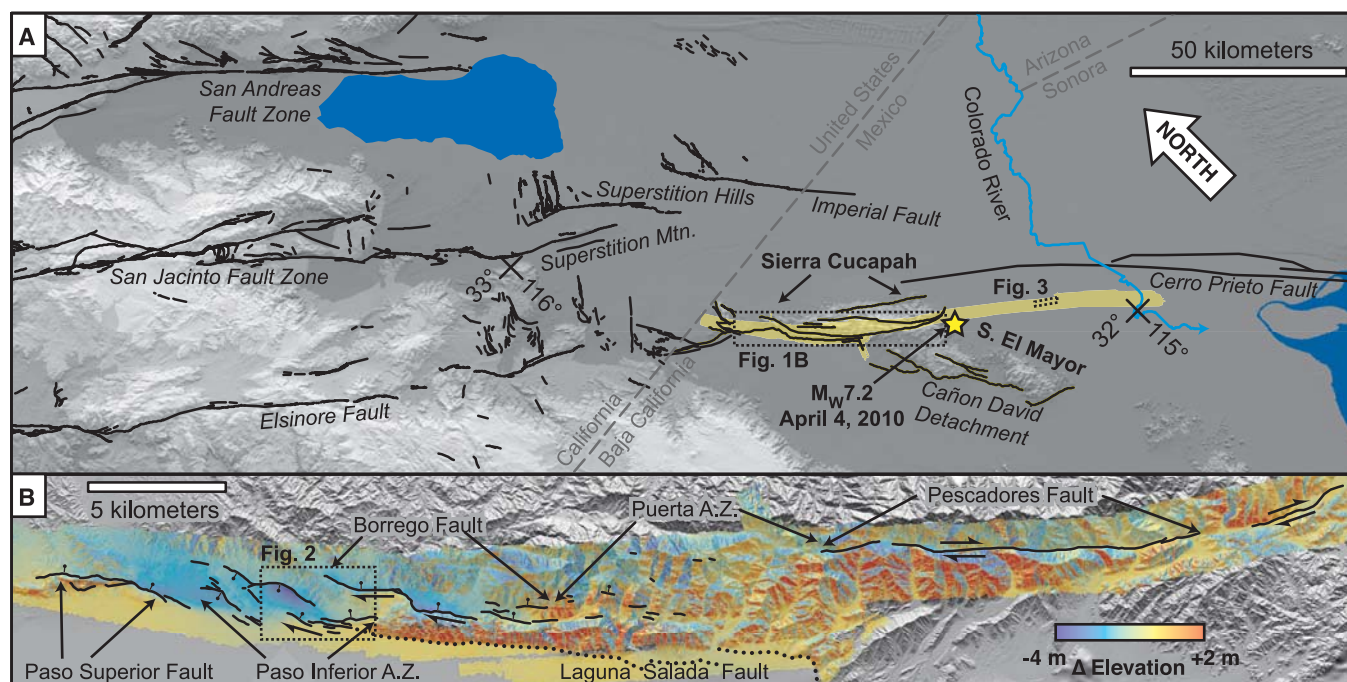 A
San Andreas
Fault Zone
San Jacinto Fault Zone
Elsinore Fault
33°
116°
Superstition Hills
Superstition Mtn.
Imperial Fault
United States
Mexico
California
Baja California
Sierra Cucapah
Fig. 1B
Fig. 3
MW7.2
April 4, 2010
S. El Mayor
Cañon David
Detachment
Cerro Prieto Fault
Colorado River
Arizona
Sonora
50 kilometers
NORTH
32°
115°
B
5 kilometers
Fig. 2
Borrego Fault
Puerta A.Z.
Pescadores Fault
Paso Superior Fault
Paso Inferior A.Z.
Laguna Salada Fault
-4 m Δ Elevation +2 m